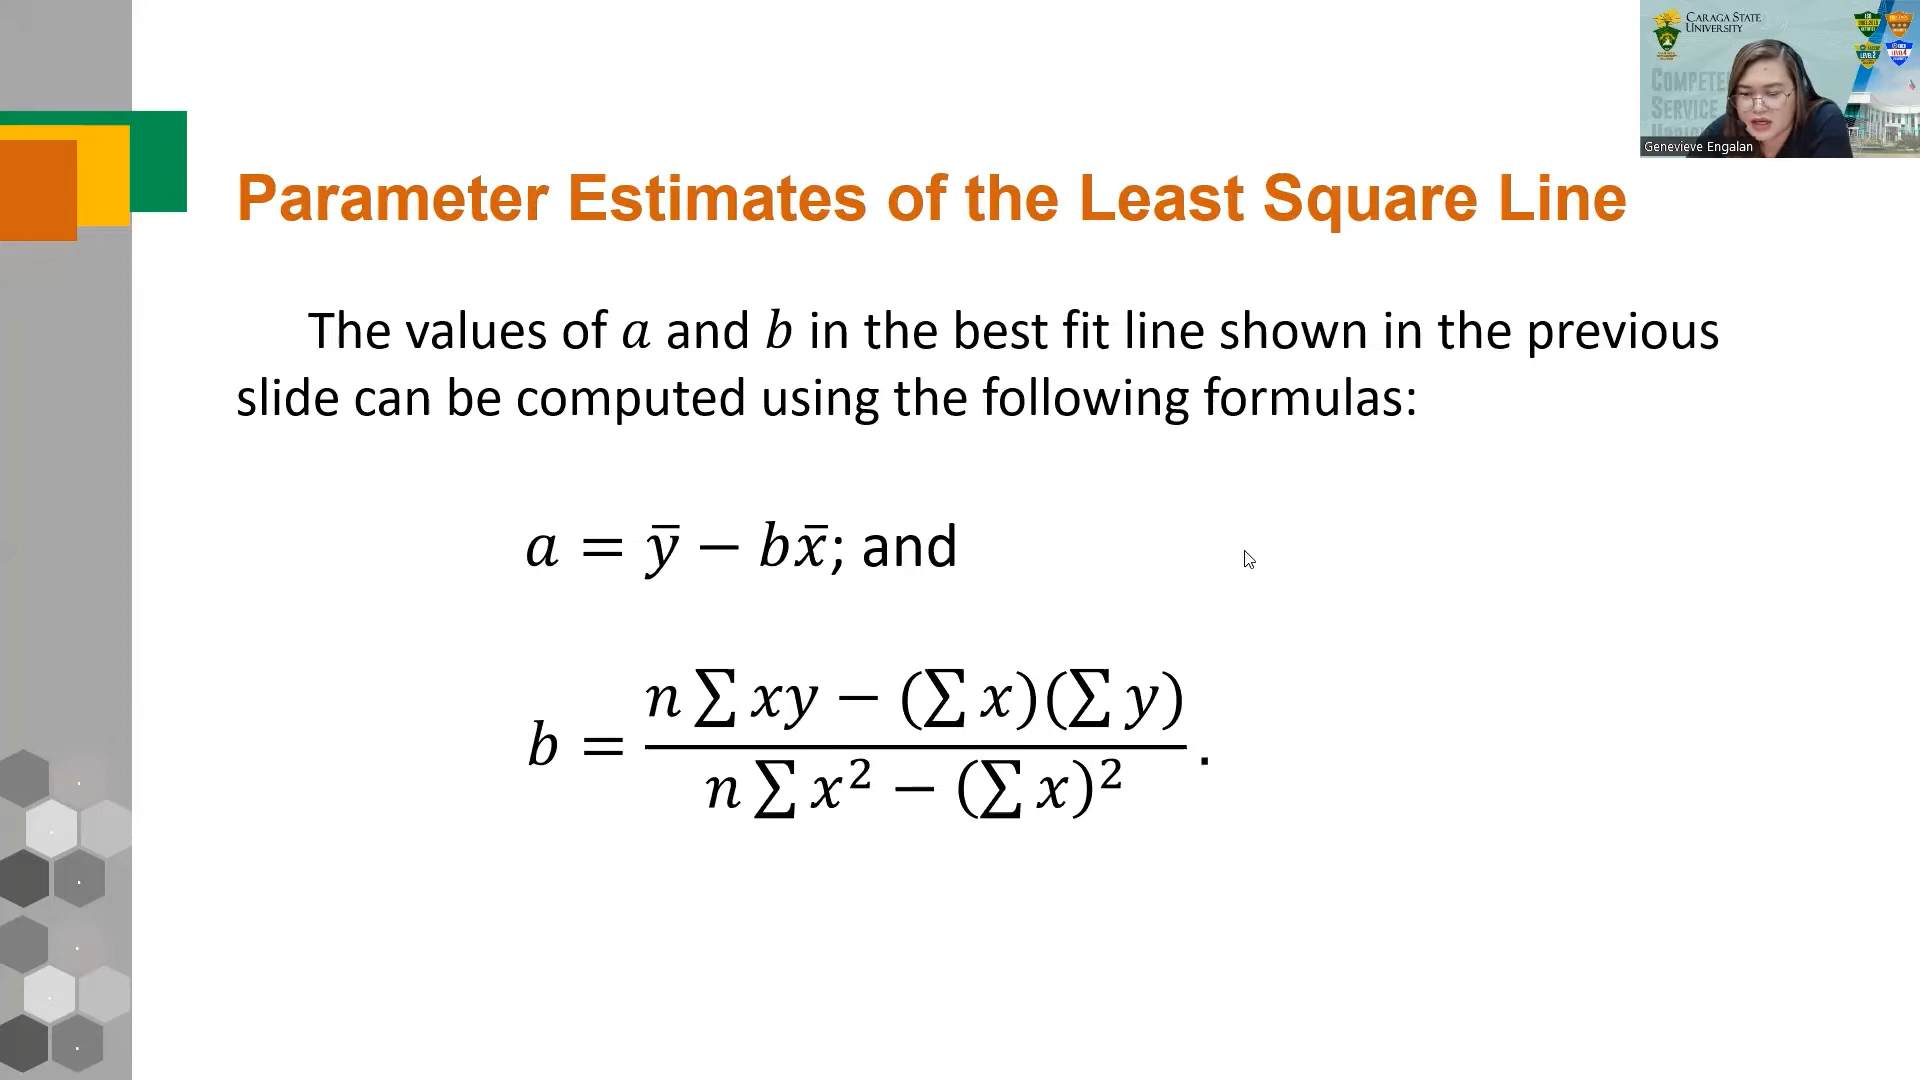 CARAGA STATE
UNIVERSITY
COMPETE
SERVICE
Genevieve Engalan
Parameter Estimates of the Least Square Line
The values of a and b in the best fit line shown in the previous
slide can be computed using the following formulas:
a = y̅ − bx̅; and
b = \frac{n∑xy − (∑x)(∑y)}{n∑x² − (∑x)²}.